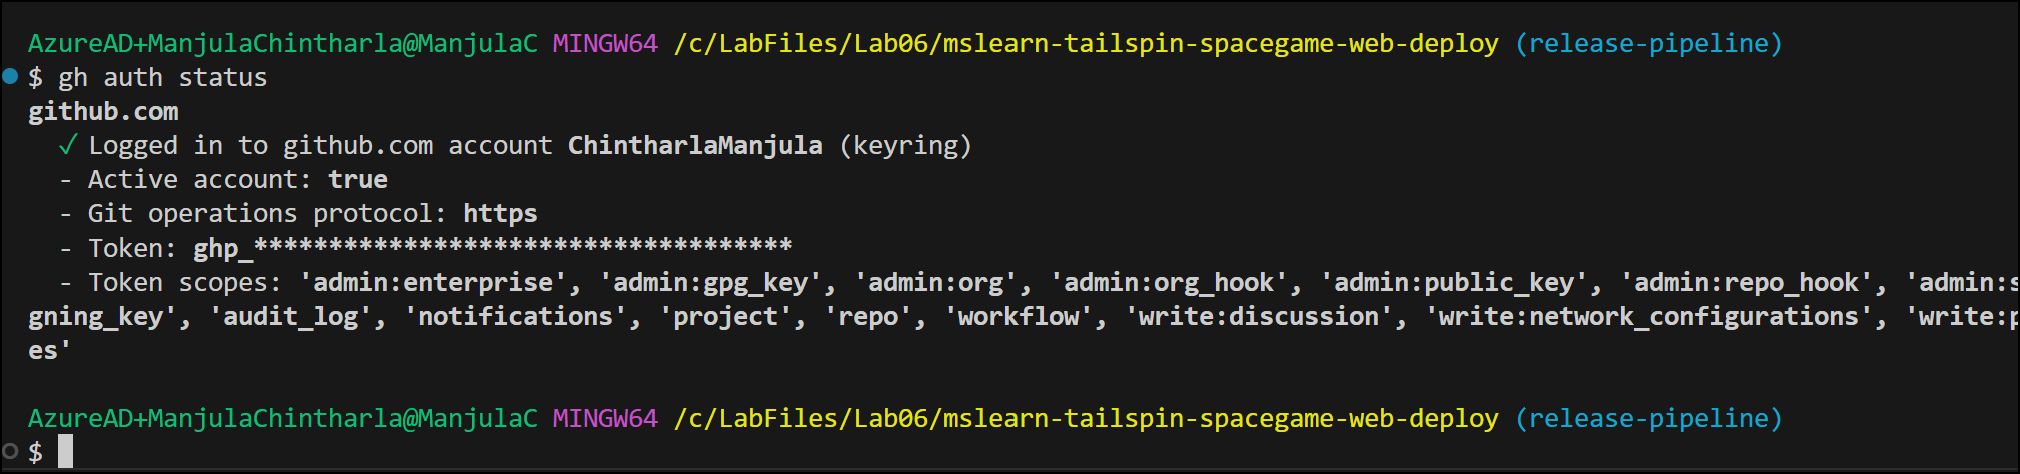 AzureAD+ManjulaChintharla@ManjulaC MINGW64 /c/LabFiles/Lab06/mslearn-tailspin-spacegame-web-deploy (release-pipeline)
$ gh auth status
github.com
✓ Logged in to github.com account ChintharlaManjula (keyring)
- Active account: true
- Git operations protocol: https
- Token: ghp_************************************
- Token scopes: 'admin:enterprise', 'admin:gpg_key', 'admin:org', 'admin:org_hook', 'admin:public_key', 'admin:repo_hook', 'admin:s
gning_key', 'audit_log', 'notifications', 'project', 'repo', 'workflow', 'write:discussion', 'write:network_configurations', 'write:p
es'
AzureAD+ManjulaChintharla@ManjulaC MINGW64 /c/LabFiles/Lab06/mslearn-tailspin-spacegame-web-deploy (release-pipeline)
$